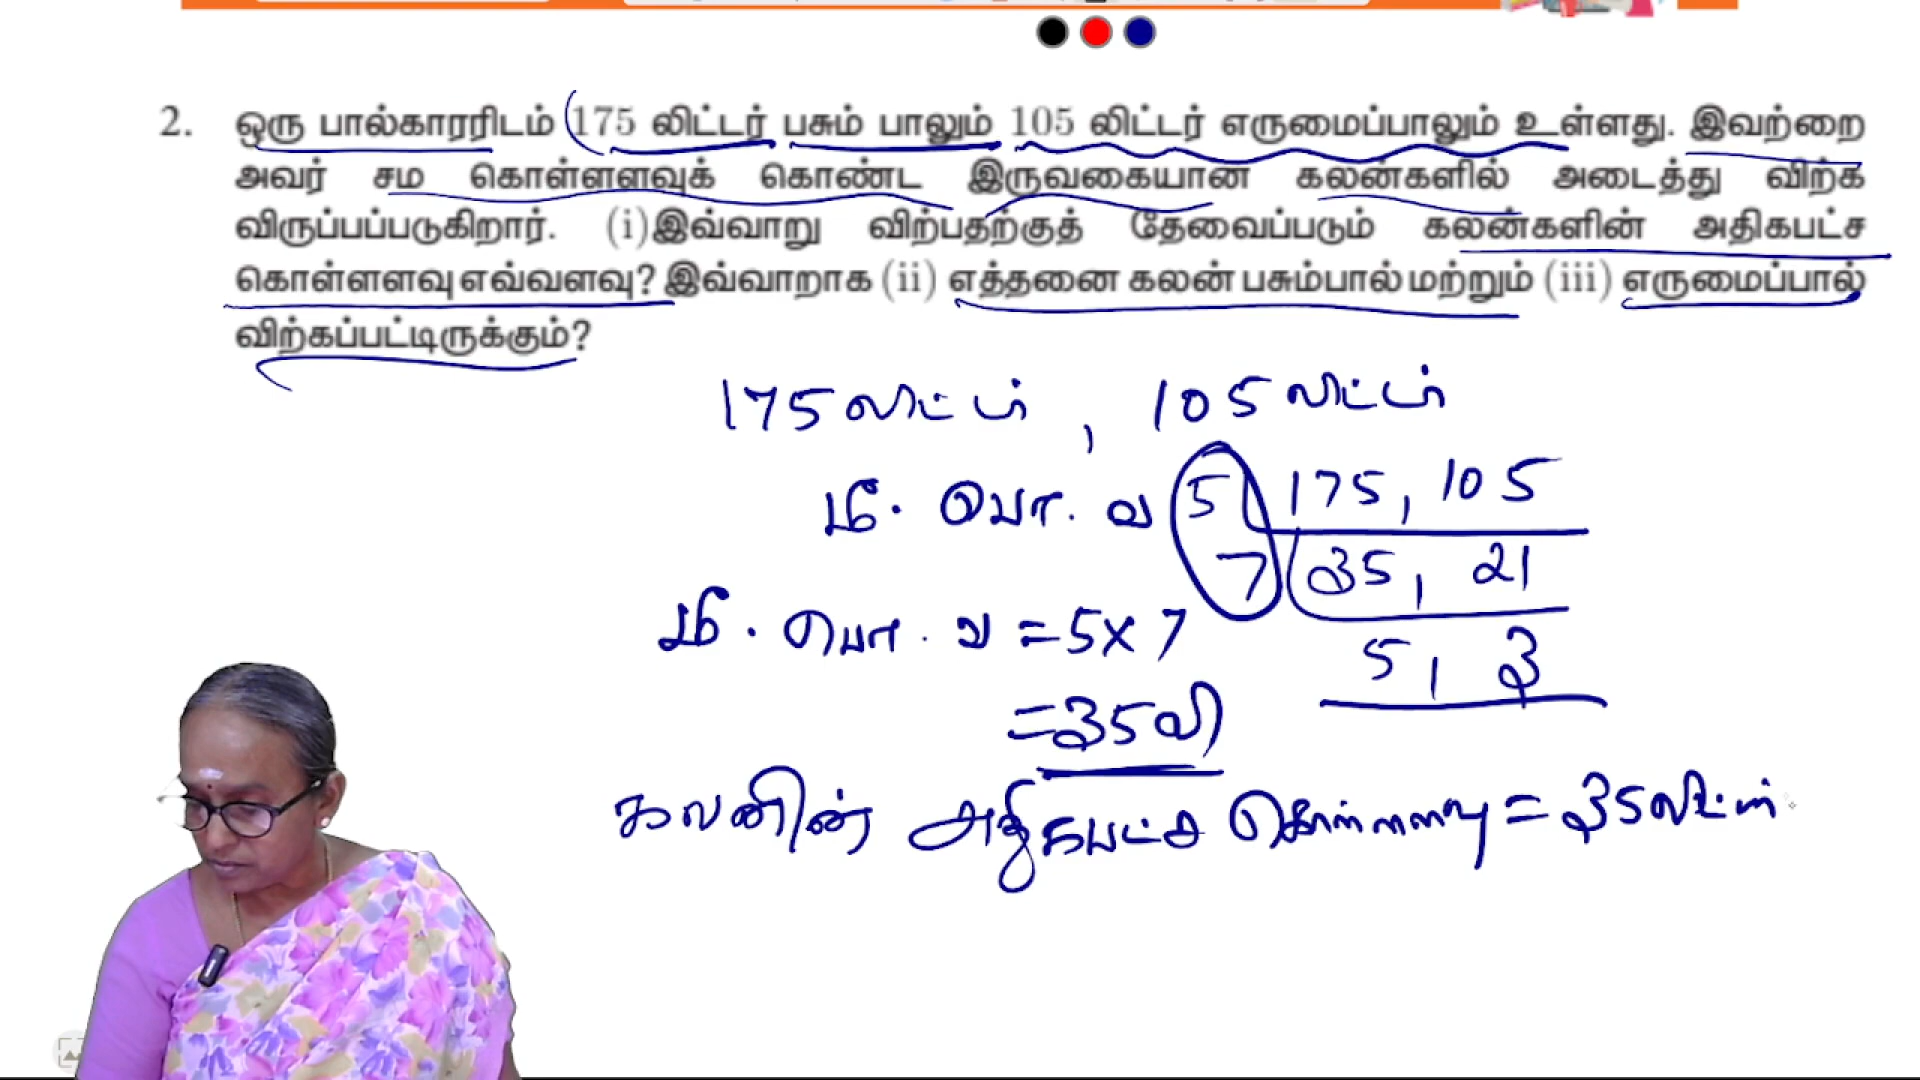 2. ஒரு பால்காரரிடம் 175 லிட்டர் பசும் பாலும் 105 லிட்டர் எருமைப்பாலும் உள்ளது. இவற்றை
அவர் சம கொள்ளளவுக் கொண்ட இருவகையான கலன்களில் அடைத்து விற்க
விருப்பப்படுகிறார். (i)இவ்வாறு விற்பதற்குத் தேவைப்படும் கலன்களின் அதிகபட்ச
கொள்ளளவு எவ்வளவு? இவ்வாறாக (ii) எத்தனை கலன் பசும்பால் மற்றும் (iii) எருமைப்பால்
விற்கப்பட்டிருக்கும்?
175 லிட்டர் , 105 லிட்டர்
மீ. பொ. வ 5 175, 105
7 35, 21
மீ. பொ. வ = 5 x 7
5, 3
= 35 லி
கலனின் அதிகபட்ச கொள்ளளவு = 35 லிட்டர்